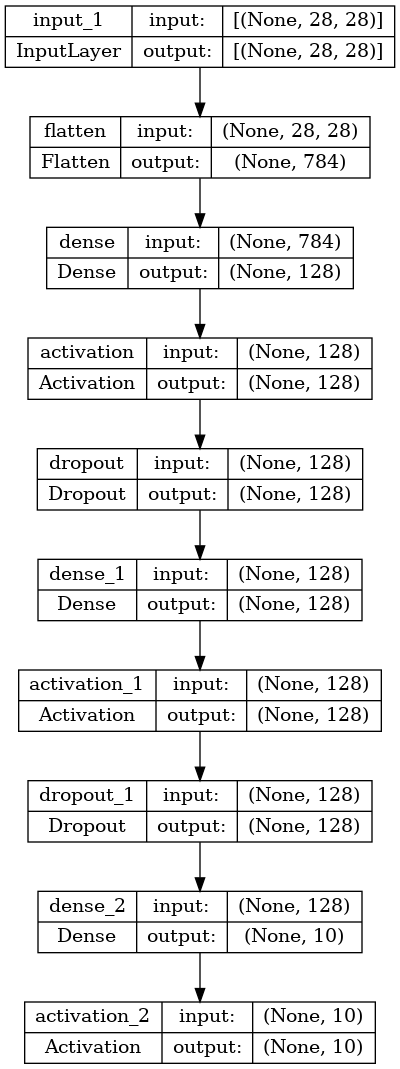 input_1 input: [(None, 28, 28)]
InputLayer output: [(None, 28, 28)]
flatten input: (None, 28, 28)
Flatten output: (None, 784)
dense input: (None, 784)
Dense output: (None, 128)
activation input: (None, 128)
Activation output: (None, 128)
dropout input: (None, 128)
Dropout output: (None, 128)
dense_1 input: (None, 128)
Dense output: (None, 128)
activation_1 input: (None, 128)
Activation output: (None, 128)
dropout_1 input: (None, 128)
Dropout output: (None, 128)
dense_2 input: (None, 128)
Dense output: (None, 10)
activation_2 input: (None, 10)
Activation output: (None, 10)